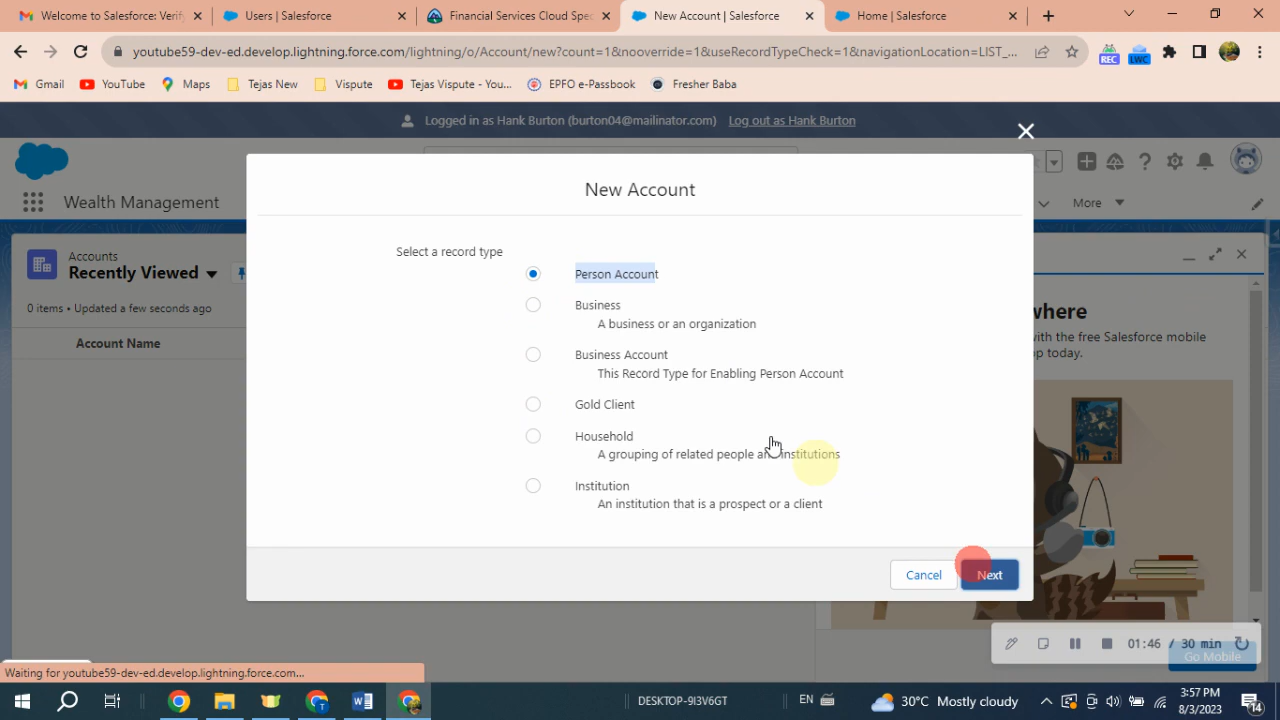 Welcome to Salesforce: Verify
Users | Salesforce
Financial Services Cloud Spec
New Account | Salesforce
Home | Salesforce
youtube59-dev-ed.develop.lightning.force.com/lightning/o/Account/new?count=1&nooverride=1&useRecordTypeCheck=1&navigationLocation=LIST_...
REC
LWC
Gmail
YouTube
Maps
Tejas New
Vispute
Tejas Vispute - You...
EPFO e-Passbook
Fresher Baba
Logged in as Hank Burton (burton04@mailinator.com)
Log out as Hank Burton
Wealth Management
More
Accounts
Recently Viewed
0 items • Updated a few seconds ago
Account Name
New Account
Select a record type
Person Account
Business
A business or an organization
Business Account
This Record Type for Enabling Person Account
Gold Client
Household
A grouping of related people and institutions
Institution
An institution that is a prospect or a client
Cancel
Next
where
with the free Salesforce mobile
p today.
Go Mobile
01:46 / 30 min
Waiting for youtube59-dev-ed.develop.lightning.force.com...
DESKTOP-9I3V6GT
EN
30°C Mostly cloudy
3:57 PM
8/3/2023
14